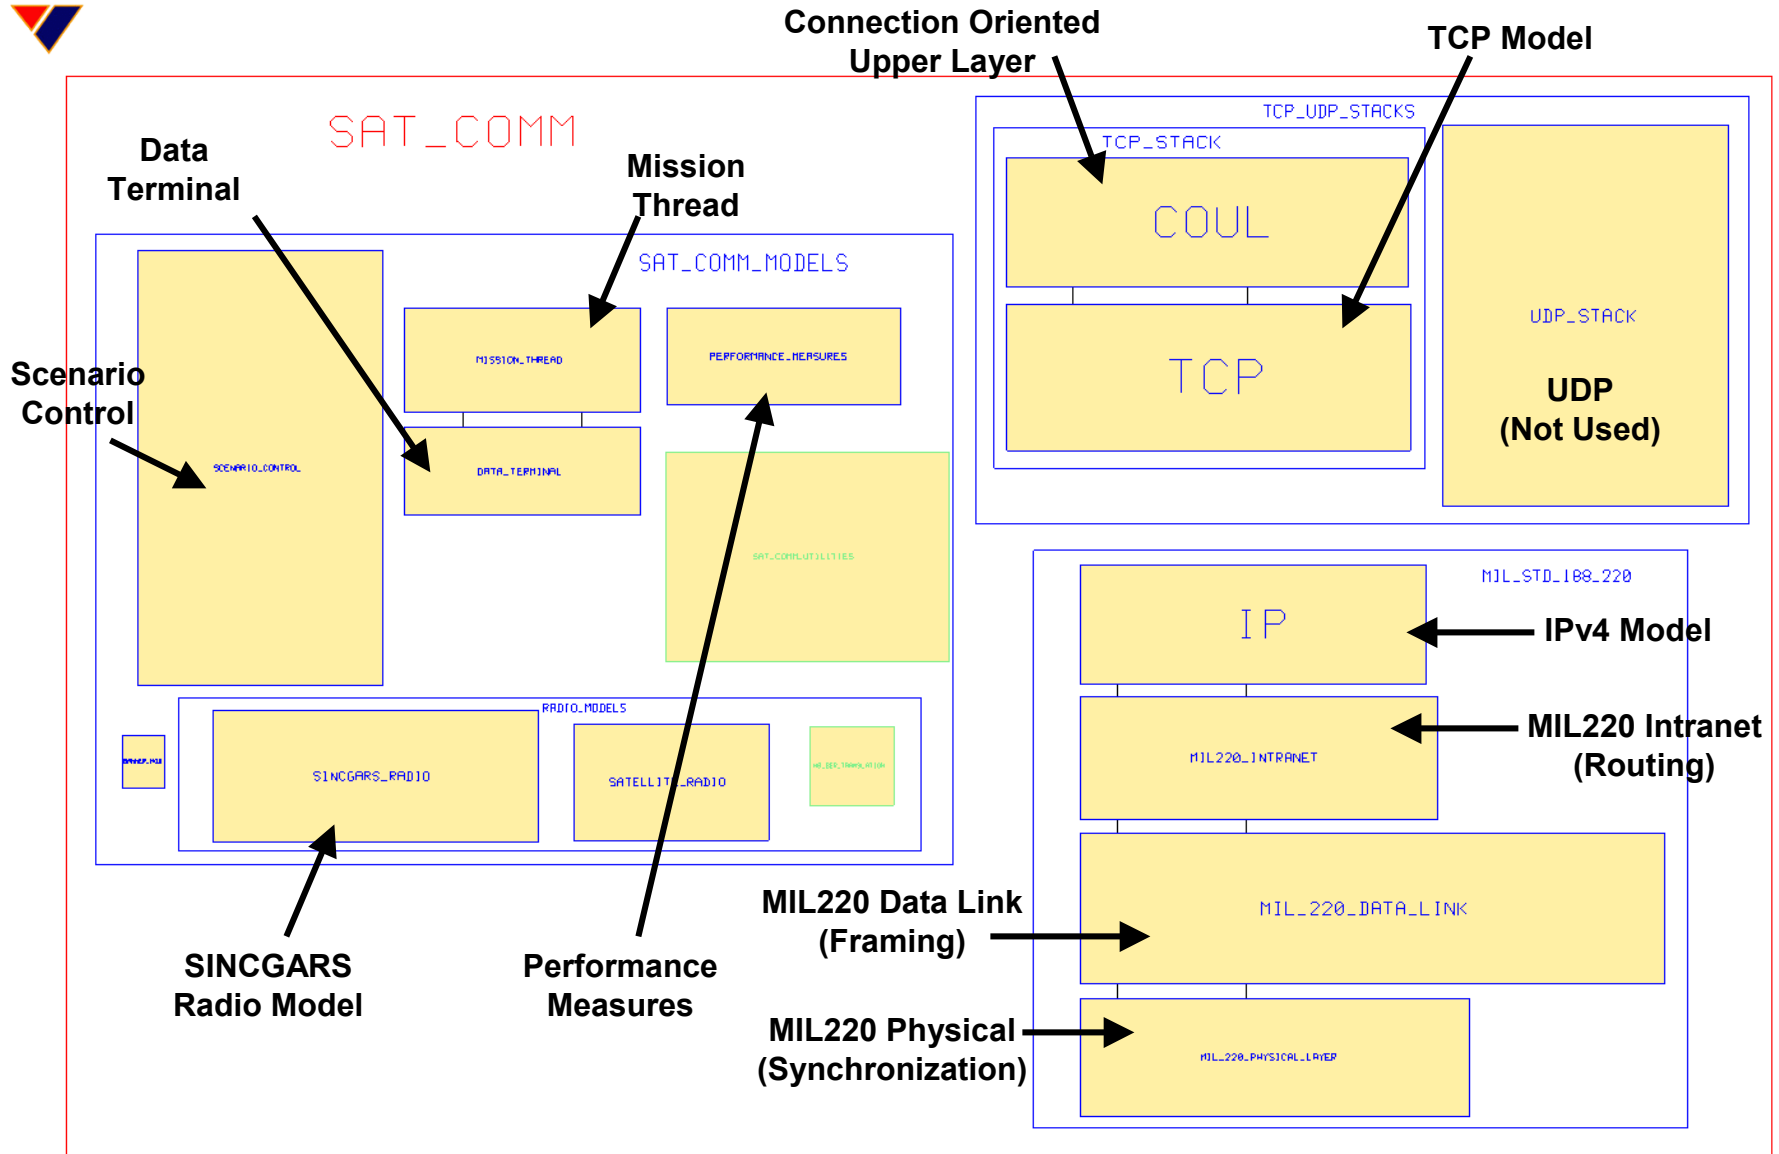 Connection Oriented
Upper Layer
TCP Model
SAT_COMM
Data
Terminal
Mission
Thread
SAT_COMM_MODELS
Scenario
Control
SCENARIO_CONTROL
MISSION_THREAD
PERFORMANCE_MEASURES
DATA_TERMINAL
SAT_COMM_UTILITIES
RADIO_MODELS
SINCGARS_RADIO
SATELLITE_RADIO
SINCGARS
Radio Model
Performance
Measures
TCP_UDP_STACKS
TCP_STACK
COUL
TCP
UDP_STACK
UDP
(Not Used)
MIL_STD_188_220
IP
IPv4 Model
MIL220_INTRANET
MIL220 Intranet
(Routing)
MIL220 Data Link
(Framing)
MIL_220_DATA_LINK
MIL220 Physical
(Synchronization)
MIL_220_PHYSICAL_LAYER